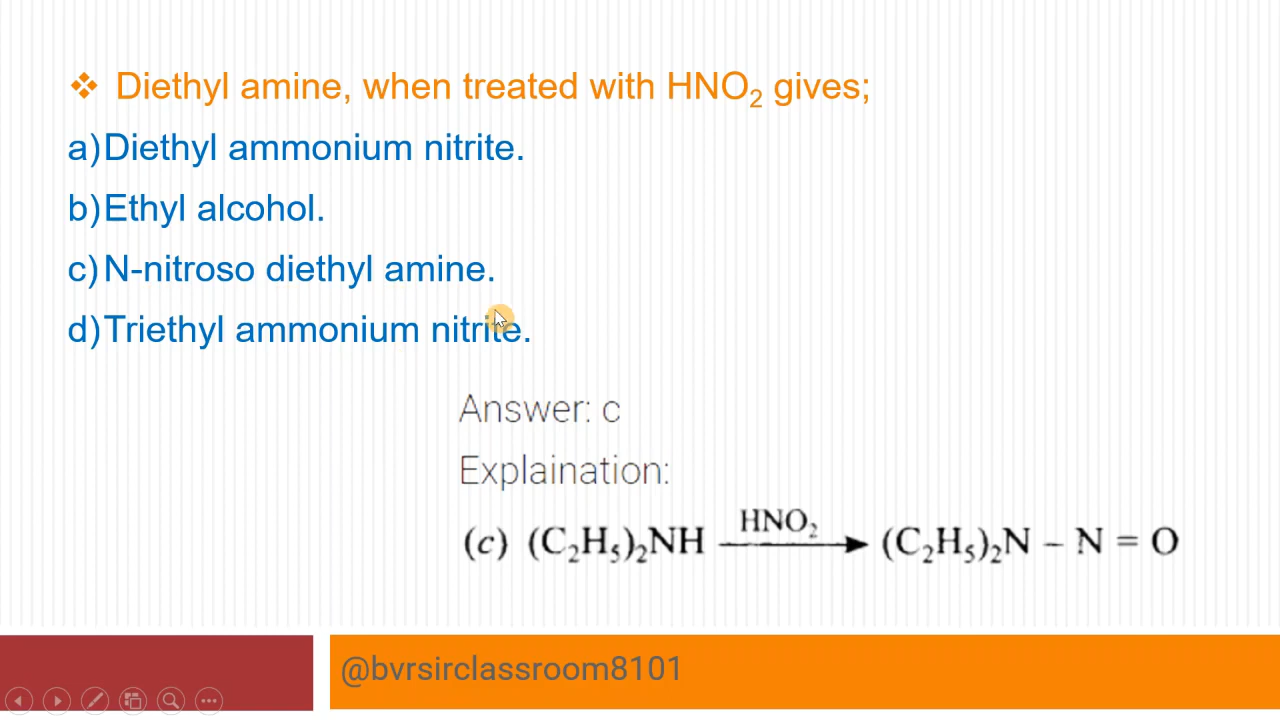 ❖ Diethyl amine, when treated with HNO₂ gives;
a)Diethyl ammonium nitrite.
b)Ethyl alcohol.
c)N-nitroso diethyl amine.
d)Triethyl ammonium nitrite.
Answer: c
Explaination:
(c) (C₂H₅)₂NH —HNO₂→ (C₂H₅)₂N – N = O
@bvrsirclassroom8101